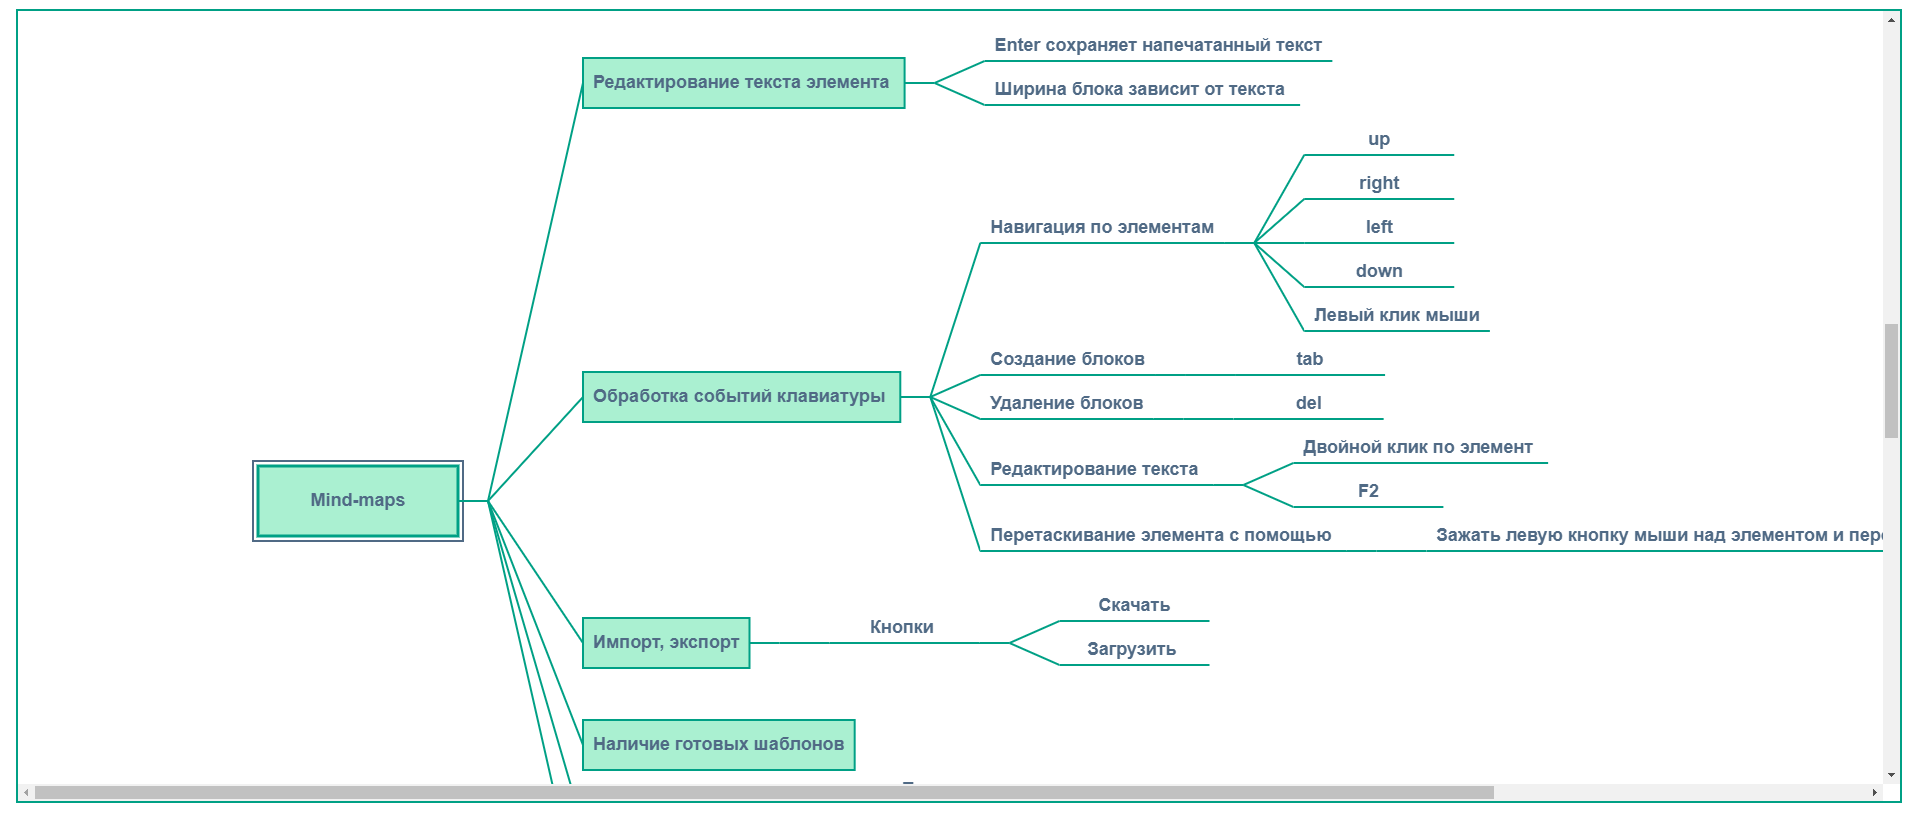 Enter сохраняет напечатанный текст
Редактирование текста элемента
Ширина блока зависит от текста
up
right
Навигация по элементам
left
down
Левый клик мыши
Создание блоков
tab
Обработка событий клавиатуры
Удаление блоков
del
Двойной клик по элемент
Редактирование текста
F2
Mind-maps
Перетаскивание элемента с помощью
Зажать левую кнопку мыши над элементом и
Скачать
Кнопки
Импорт, экспорт
Загрузить
Наличие готовых шаблонов